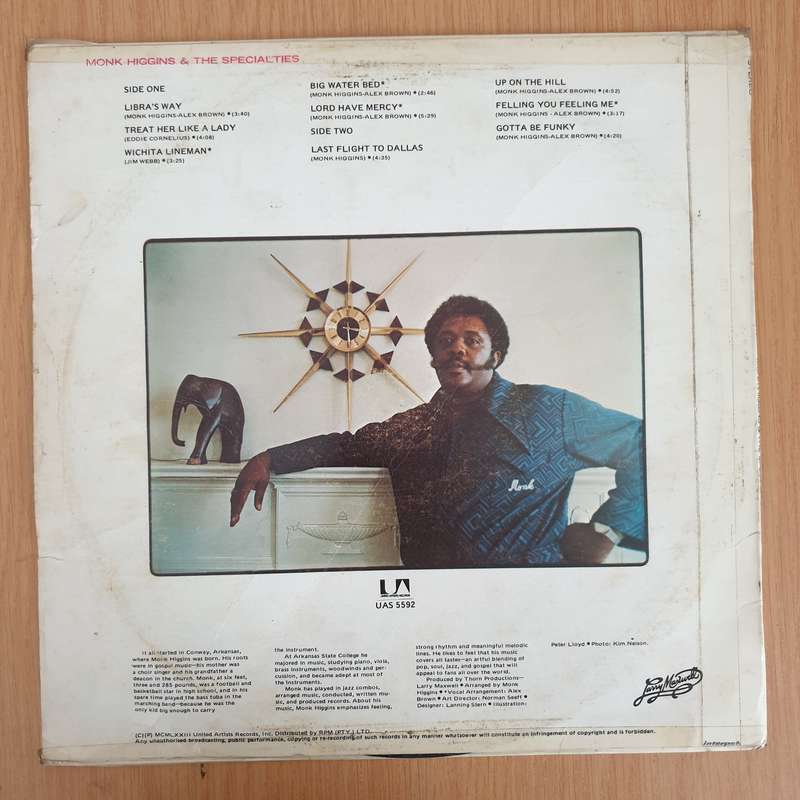 MONK HIGGINS & THE SPECIALTIES
SIDE ONE
LIBRA'S WAY
(MONK HIGGINS-ALEX BROWN) • (3:40)
TREAT HER LIKE A LADY
(EDDIE CORNELIUS) • (4:08)
WICHITA LINEMAN*
(JIM WEBB) • (3:25)
BIG WATER BED*
(MONK HIGGINS-ALEX BROWN) • (2:46)
LORD HAVE MERCY*
(MONK HIGGINS-ALEX BROWN) • (5:29)
SIDE TWO
LAST FLIGHT TO DALLAS
(MONK HIGGINS) • (4:35)
UP ON THE HILL
(MONK HIGGINS-ALEX BROWN) • (4:52)
FELLING YOU FEELING ME*
(MONK HIGGINS - ALEX BROWN) • (3:17)
GOTTA BE FUNKY
(MONK HIGGINS-ALEX BROWN) • (4:20)
Monk
UA
UAS 5592
It all started in Conway, Arkansas,
where Monk Higgins was born. His roots
were in gospel music—his mother was
a choir singer and his grandfather a
deacon in the church. Monk, at six feet,
three and 285 pounds, was a football and
basketball star in high school, and in his
spare time played the bass tuba in the
marching band—because he was the
only kid big enough to carry
the instrument.
At Arkansas State College he
majored in music, studying piano, viola,
brass instruments, woodwinds and per-
cussion, and became adept at most of
the instruments.
Monk has played in jazz combos,
arranged music, conducted, written mu-
sic, and produced records. About his
music, Monk Higgins emphasizes feeling,
strong rhythm and meaningful melodic
lines. He likes to feel that his music
covers all tastes—an artful blending of
pop, soul, jazz, and gospel that will
appeal to fans all over the world.
Produced by Thorn Productions—
Larry Maxwell • Arranged by Monk
Higgins • Vocal Arrangement: Alex
Brown • Art Director: Norman Seeff •
Designer: Lanning Stern • Illustration:
Peter Lloyd • Photo: Kim Nelson.
Larry Maxwell
(C)(P) MCMLXXIII United Artists Records, Inc. Distributed by RPM (PTY.) LTD.
Any unauthorised broadcasting, public performance, copying or re-recording of such records in any manner whatsoever will constitute an infringement of copyright and is forbidden.